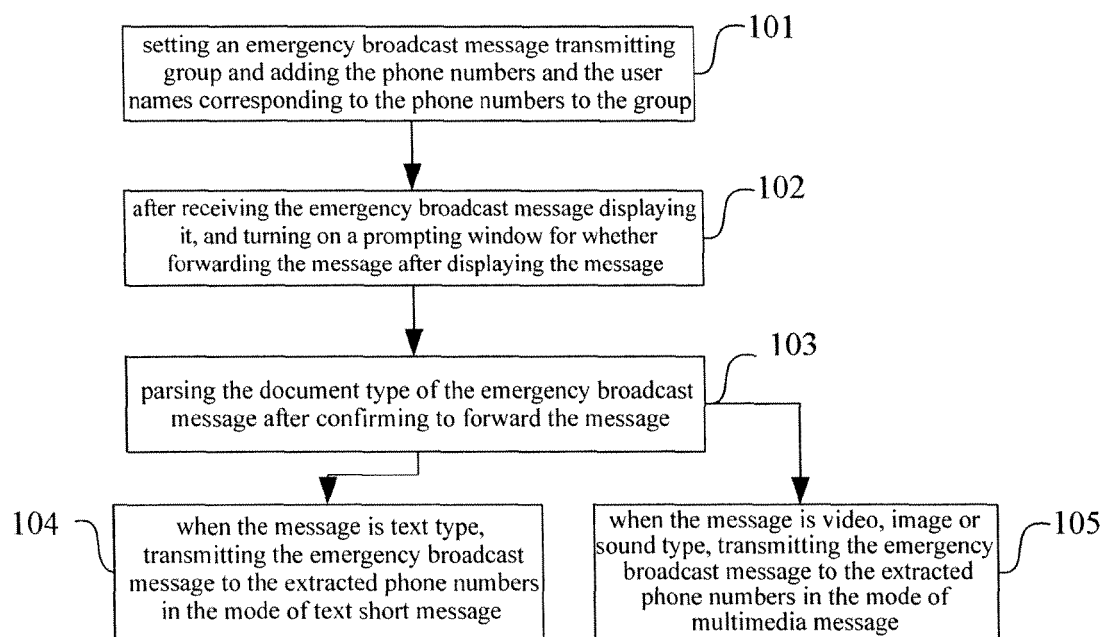 101
setting an emergency broadcast message transmitting
group and adding the phone numbers and the user
names corresponding to the phone numbers to the group
102
after receiving the emergency broadcast message displaying
it, and turning on a prompting window for whether
forwarding the message after displaying the message
103
parsing the document type of the emergency broadcast
message after confirming to forward the message
104
when the message is text type,
transmitting the emergency broadcast
message to the extracted phone numbers
in the mode of text short message
105
when the message is video, image or
sound type, transmitting the emergency
broadcast message to the extracted
phone numbers in the mode of
multimedia message